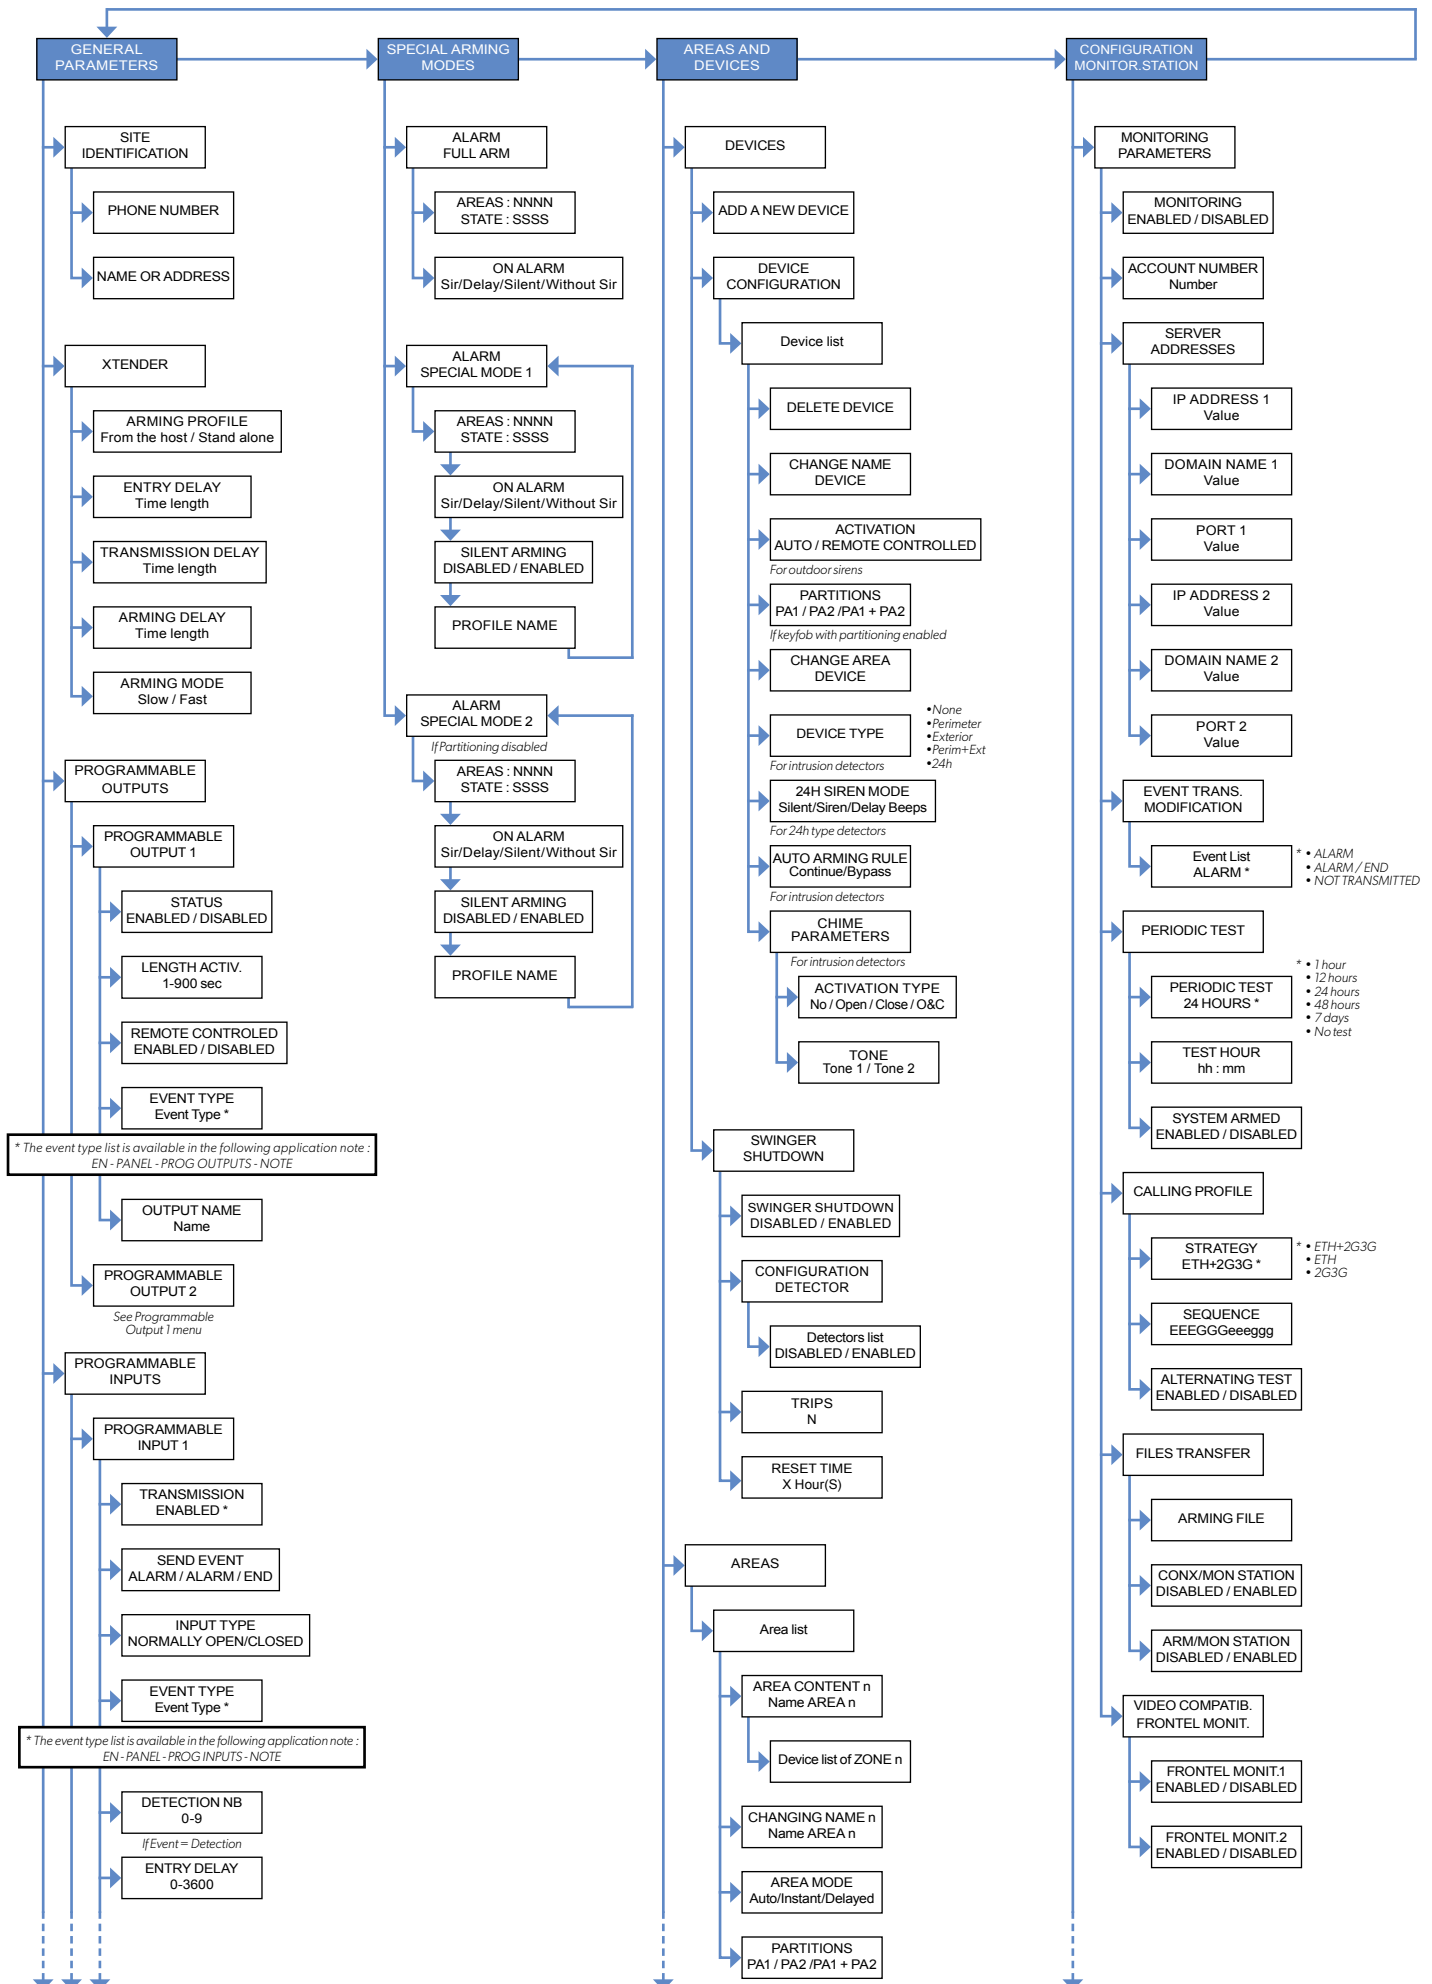 GENERAL
PARAMETERS
SPECIAL ARMING
MODES
AREAS AND
DEVICES
CONFIGURATION
MONITOR.STATION
SITE
IDENTIFICATION
PHONE NUMBER
NAME OR ADDRESS
XTENDER
ARMING PROFILE
From the host / Stand alone
ENTRY DELAY
Time length
TRANSMISSION DELAY
Time length
ARMING DELAY
Time length
ARMING MODE
Slow / Fast
PROGRAMMABLE
OUTPUTS
PROGRAMMABLE
OUTPUT 1
STATUS
ENABLED / DISABLED
LENGTH ACTIV.
1-900 sec
REMOTE CONTROLED
ENABLED / DISABLED
EVENT TYPE
Event Type *
* The event type list is available in the following application note :
EN - PANEL - PROG OUTPUTS - NOTE
OUTPUT NAME
Name
PROGRAMMABLE
OUTPUT 2
See Programmable
Output 1 menu
PROGRAMMABLE
INPUTS
PROGRAMMABLE
INPUT 1
TRANSMISSION
ENABLED *
SEND EVENT
ALARM / ALARM / END
INPUT TYPE
NORMALLY OPEN/CLOSED
EVENT TYPE
Event Type *
* The event type list is available in the following application note :
EN - PANEL - PROG INPUTS - NOTE
DETECTION NB
0-9
If Event = Detection
ENTRY DELAY
0-3600
ALARM
FULL ARM
AREAS : NNNN
STATE : SSSS
ON ALARM
Sir/Delay/Silent/Without Sir
ALARM
SPECIAL MODE 1
AREAS : NNNN
STATE : SSSS
ON ALARM
Sir/Delay/Silent/Without Sir
SILENT ARMING
DISABLED / ENABLED
PROFILE NAME
ALARM
SPECIAL MODE 2
If Partitioning disabled
AREAS : NNNN
STATE : SSSS
ON ALARM
Sir/Delay/Silent/Without Sir
SILENT ARMING
DISABLED / ENABLED
PROFILE NAME
DEVICES
ADD A NEW DEVICE
DEVICE
CONFIGURATION
Device list
DELETE DEVICE
CHANGE NAME
DEVICE
ACTIVATION
AUTO / REMOTE CONTROLLED
For outdoor sirens
PARTITIONS
PA1 / PA2 /PA1 + PA2
If keyfob with partitioning enabled
CHANGE AREA
DEVICE
DEVICE TYPE
•None
•Perimeter
•Exterior
•Perim+Ext
•24h
For intrusion detectors
24H SIREN MODE
Silent/Siren/Delay Beeps
For 24h type detectors
AUTO ARMING RULE
Continue/Bypass
For intrusion detectors
CHIME
PARAMETERS
For intrusion detectors
ACTIVATION TYPE
No / Open / Close / O&C
TONE
Tone 1 / Tone 2
SWINGER
SHUTDOWN
SWINGER SHUTDOWN
DISABLED / ENABLED
CONFIGURATION
DETECTOR
Detectors list
DISABLED / ENABLED
TRIPS
N
RESET TIME
X Hour(S)
AREAS
Area list
AREA CONTENT n
Name AREA n
Device list of ZONE n
CHANGING NAME n
Name AREA n
AREA MODE
Auto/Instant/Delayed
PARTITIONS
PA1 / PA2 /PA1 + PA2
MONITORING
PARAMETERS
MONITORING
ENABLED / DISABLED
ACCOUNT NUMBER
Number
SERVER
ADDRESSES
IP ADDRESS 1
Value
DOMAIN NAME 1
Value
PORT 1
Value
IP ADDRESS 2
Value
DOMAIN NAME 2
Value
PORT 2
Value
EVENT TRANS.
MODIFICATION
Event List
ALARM *
* • ALARM
• ALARM / END
• NOT TRANSMITTED
PERIODIC TEST
PERIODIC TEST
24 HOURS *
* • 1 hour
• 12 hours
• 24 hours
• 48 hours
• 7 days
• No test
TEST HOUR
hh : mm
SYSTEM ARMED
ENABLED / DISABLED
CALLING PROFILE
STRATEGY
ETH+2G3G *
* • ETH+2G3G
• ETH
• 2G3G
SEQUENCE
EEEGGGeeeggg
ALTERNATING TEST
ENABLED / DISABLED
FILES TRANSFER
ARMING FILE
CONX/MON STATION
DISABLED / ENABLED
ARM/MON STATION
DISABLED / ENABLED
VIDEO COMPATIB.
FRONTEL MONIT.
FRONTEL MONIT.1
ENABLED / DISABLED
FRONTEL MONIT.2
ENABLED / DISABLED